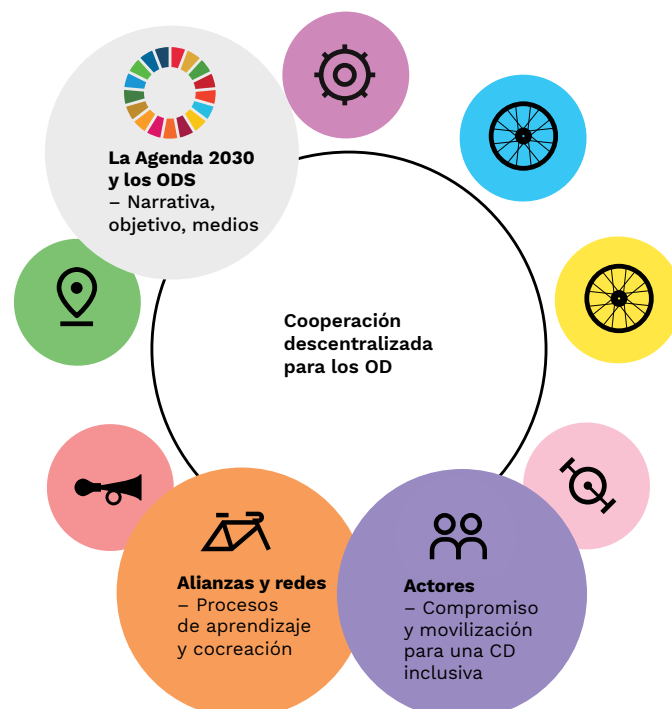 La Agenda 2030
y los ODS
– Narrativa,
objetivo, medios
Cooperación
descentralizada
para los OD
Alianzas y redes
– Procesos
de aprendizaje
y cocreación
Actores
– Compromiso
y movilización
para una CD
inclusiva